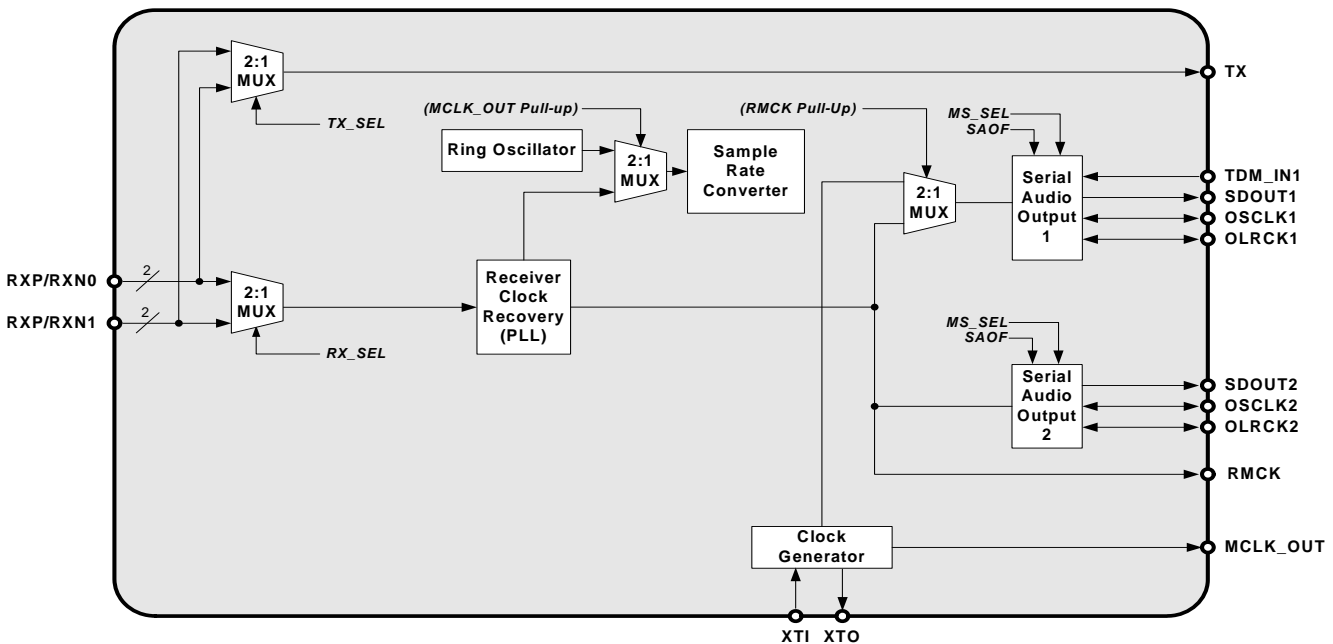 2:1
MUX
TX
TX_SEL
(MCLK_OUT Pull-up)
(RMCK Pull-Up)
MS_SEL
SAOF
Ring Oscillator
2:1
MUX
Sample
Rate
Converter
2:1
MUX
Serial
Audio
Output
1
TDM_IN1
SDOUT1
OSCLK1
OLRCK1
RXP/RXN0
2
RXP/RXN1
2
2:1
MUX
RX_SEL
Receiver
Clock
Recovery
(PLL)
MS_SEL
SAOF
Serial
Audio
Output
2
SDOUT2
OSCLK2
OLRCK2
RMCK
Clock
Generator
MCLK_OUT
XTI
XTO